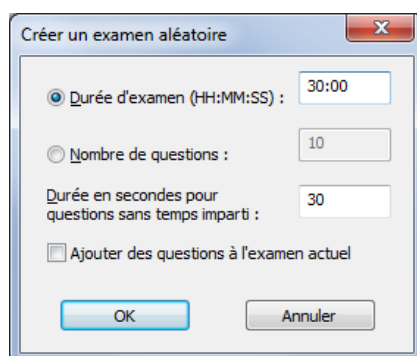 Créer un examen aléatoire
Durée d'examen (HH:MM:SS) : 30:00
Nombre de questions : 10
Durée en secondes pour
questions sans temps imparti : 30
Ajouter des questions à l'examen actuel
OK Annuler